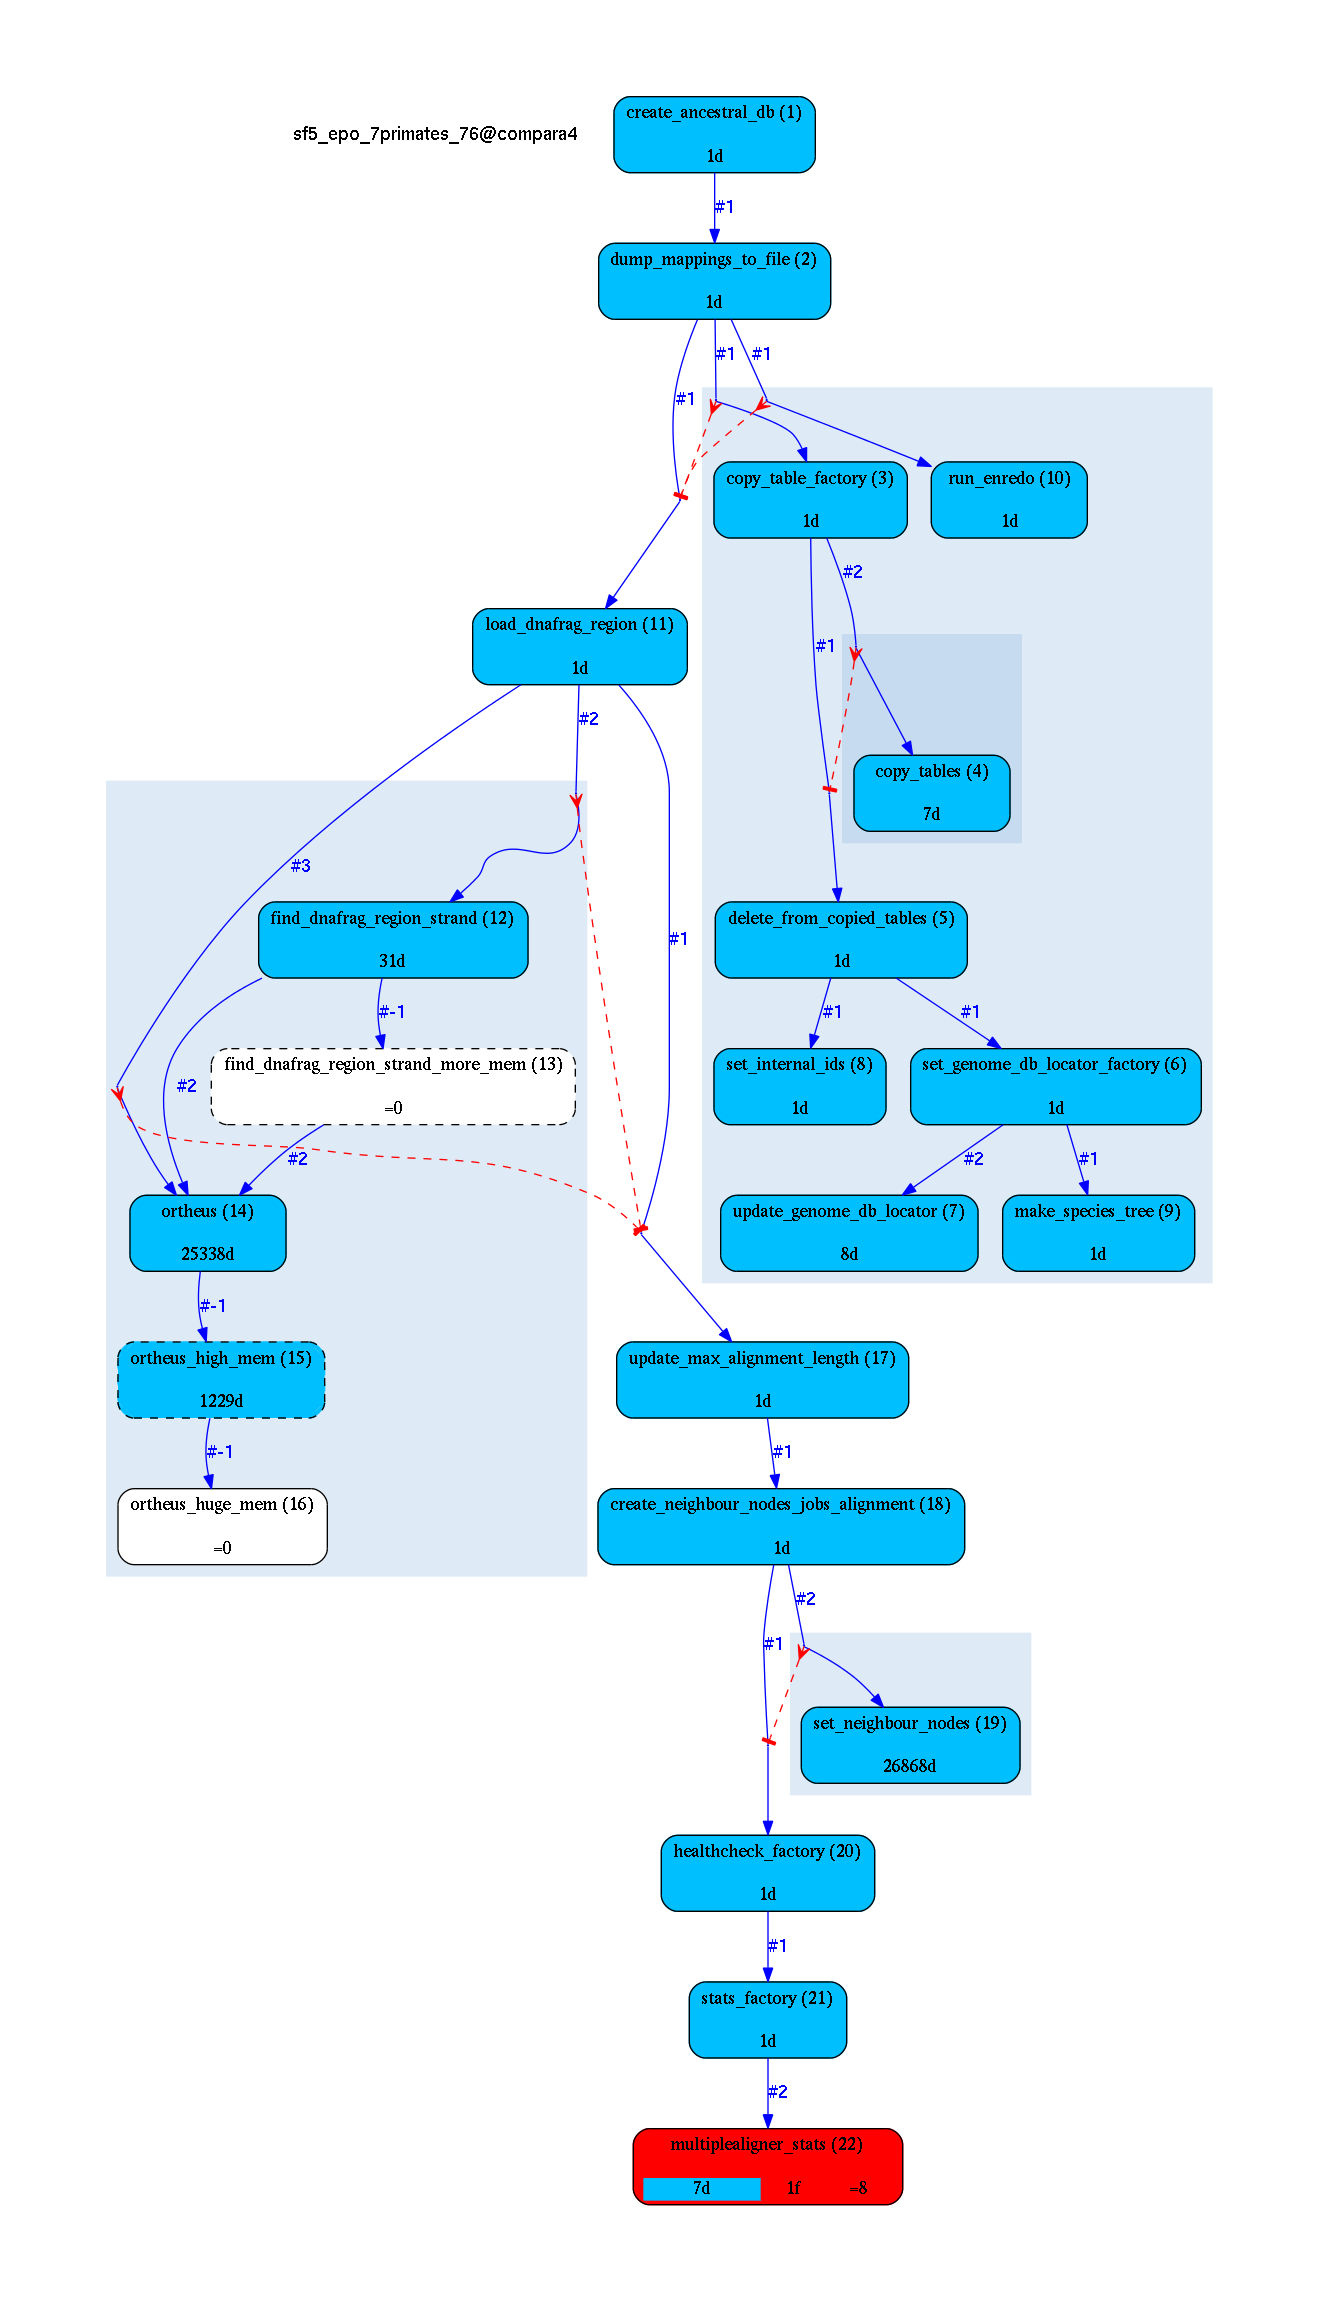 create_ancestral_db (1)
sf5_epo_7primates_76@compara4
1d
#1
dump_mappings_to_file (2)
1d
#1
#1
#1
copy_table_factory (3)
1d
run_enredo (10)
1d
#2
load_dnafrag_region (11)
1d
#1
#2
copy_tables (4)
7d
#3
find_dnafrag_region_strand (12)
31d
#1
delete_from_copied_tables (5)
1d
#-1
#1
#1
find_dnafrag_region_strand_more_mem (13)
=0
set_internal_ids (8)
1d
set_genome_db_locator_factory (6)
1d
#2
#2
#2
#1
ortheus (14)
25338d
update_genome_db_locator (7)
8d
make_species_tree (9)
1d
#-1
ortheus_high_mem (15)
1229d
update_max_alignment_length (17)
1d
#-1
#1
ortheus_huge_mem (16)
=0
create_neighbour_nodes_jobs_alignment (18)
1d
#2
#1
set_neighbour_nodes (19)
26868d
healthcheck_factory (20)
1d
#1
stats_factory (21)
1d
#2
multiplealigner_stats (22)
7d 1f =8